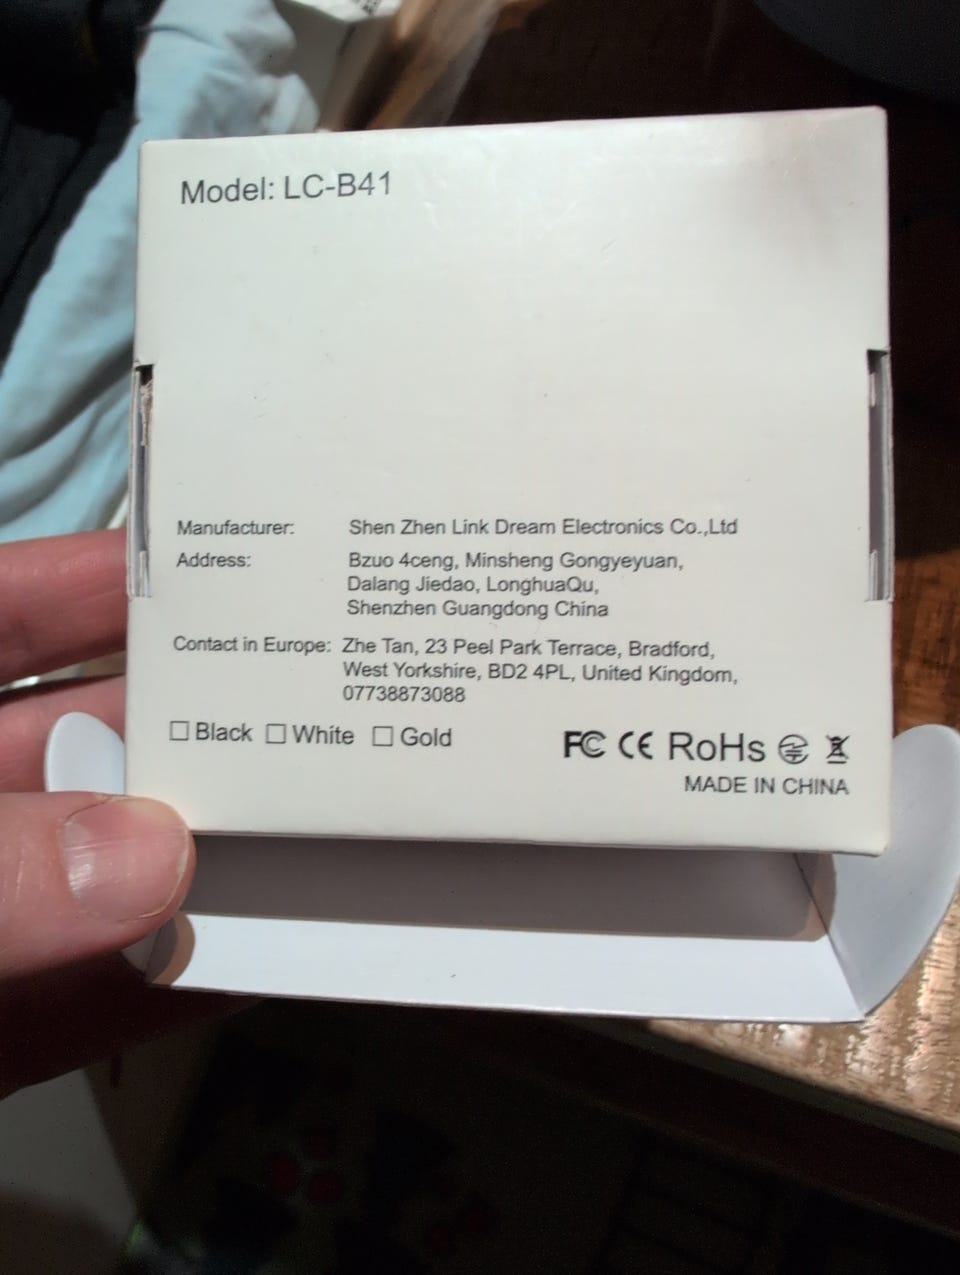 Model: LC-B41
Manufacturer: Shen Zhen Link Dream Electronics Co.,Ltd
Address: Bzuo 4ceng, Minsheng Gongyeyuan,
Dalang Jiedao, LonghuaQu,
Shenzhen Guangdong China
Contact in Europe: Zhe Tan, 23 Peel Park Terrace, Bradford,
West Yorkshire, BD2 4PL, United Kingdom,
07738873088
☐ Black ☐ White ☐ Gold
FC CE RoHs
MADE IN CHINA